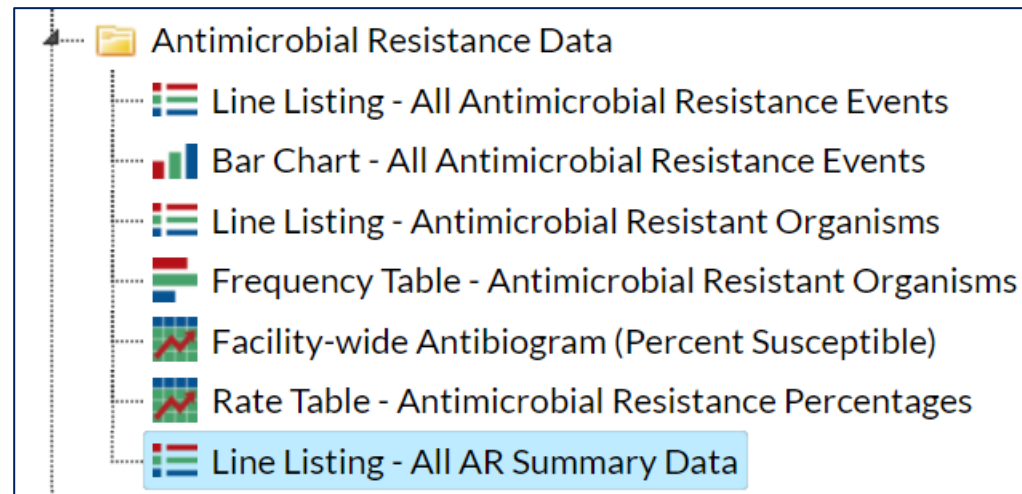 Antimicrobial Resistance Data
Line Listing - All Antimicrobial Resistance Events
Bar Chart - All Antimicrobial Resistance Events
Line Listing - Antimicrobial Resistant Organisms
Frequency Table - Antimicrobial Resistant Organisms
Facility-wide Antibiogram (Percent Susceptible)
Rate Table - Antimicrobial Resistance Percentages
Line Listing - All AR Summary Data